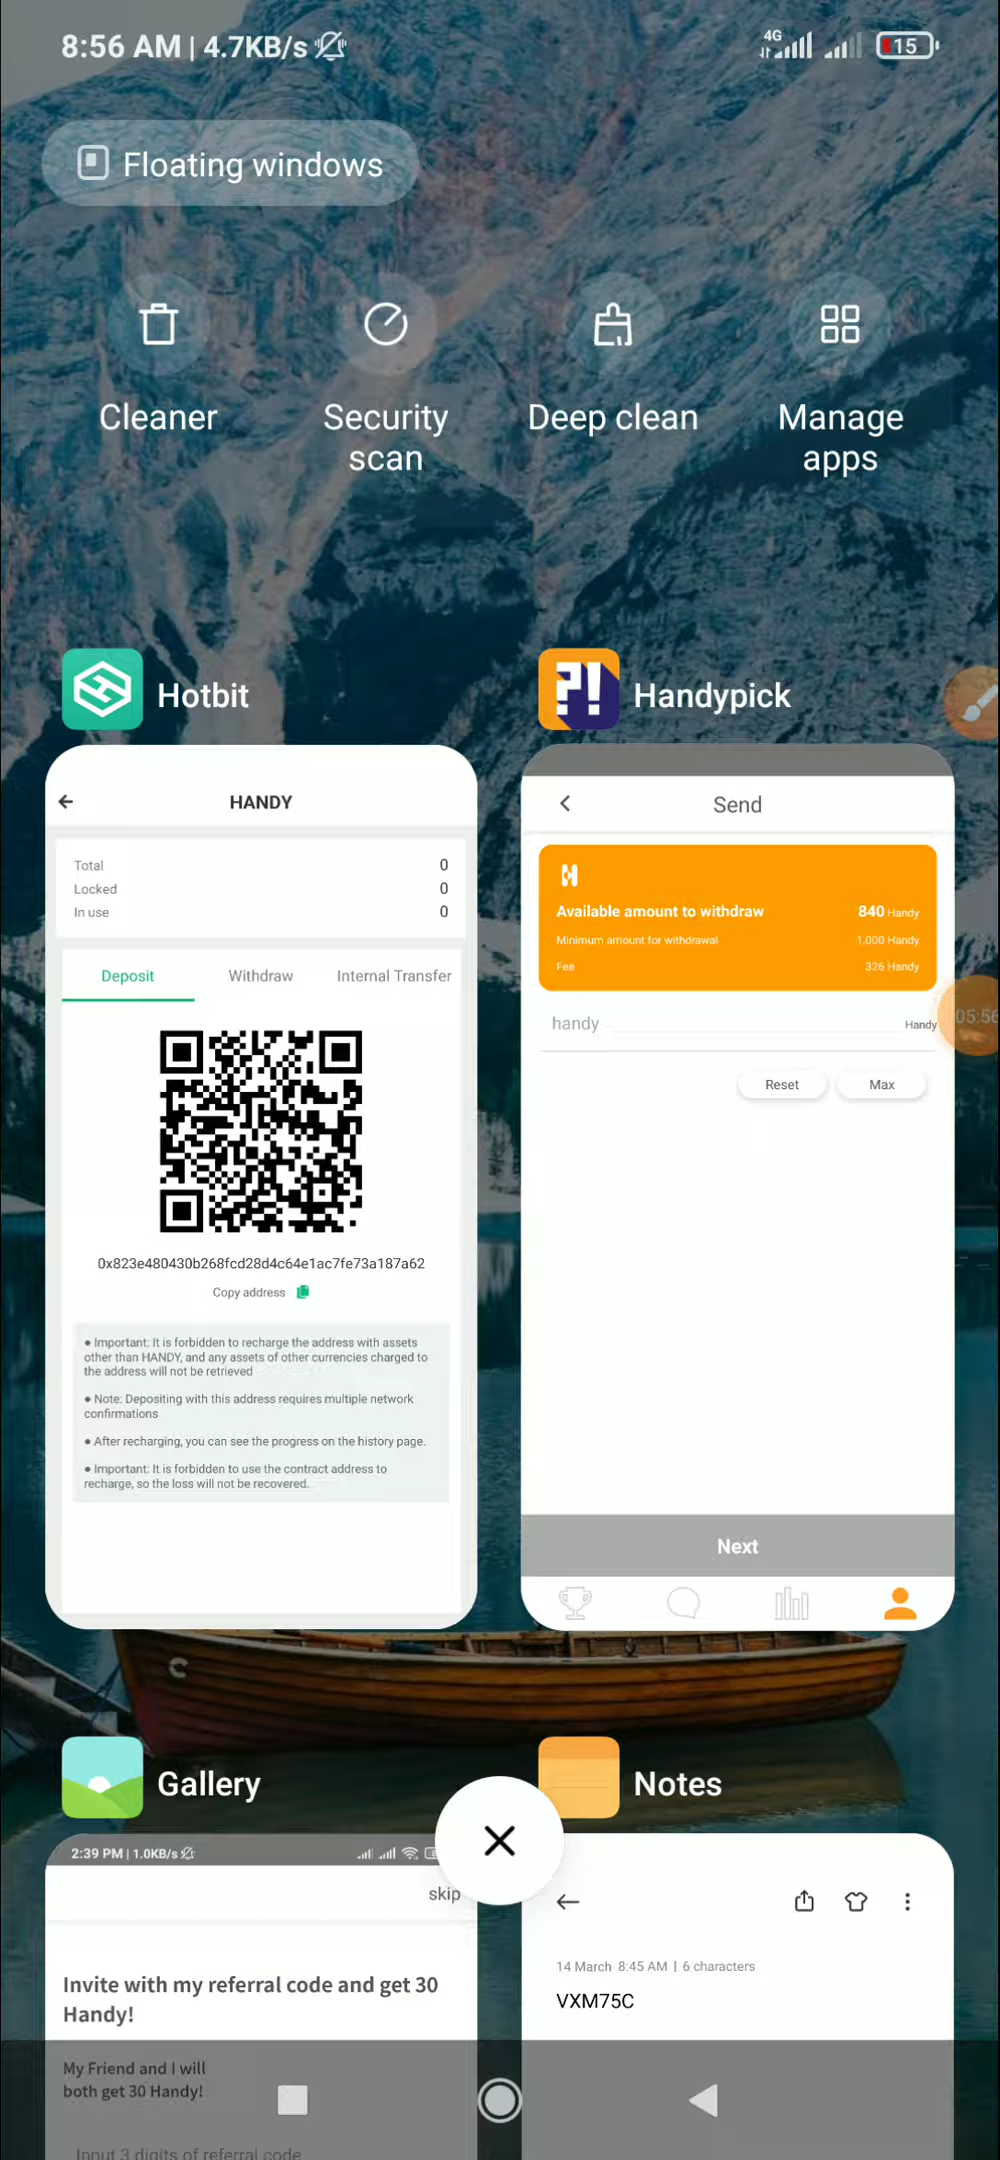 8:56 AM | 4.7KB/s
4G
15
Floating windows
Cleaner
Security scan
Deep clean
Manage apps
Hotbit
HANDY
Total 0
Locked 0
In use 0
Deposit Withdraw Internal Transfer
0x823e480430b268fcd28d4c64e1ac7fe73a187a62
Copy address
● Important: It is forbidden to recharge the address with assets
other than HANDY, and any assets of other currencies charged to
the address will not be retrieved
● Note: Depositing with this address requires multiple network
confirmations
● After recharging, you can see the progress on the history page.
● Important: It is forbidden to use the contract address to
recharge, so the loss will not be recovered.
?! Handypick
Send
Available amount to withdraw 840 Handy
Minimum amount for withdrawal 1,000 Handy
Fee 326 Handy
handy Handy
05:56
Reset Max
Next
C
Gallery
2:39 PM | 1.0KB/s
skip
Invite with my referral code and get 30
Handy!
My Friend and I will
both get 30 Handy!
Input 3 digits of referral code
Notes
14 March 8:45 AM | 6 characters
VXM75C